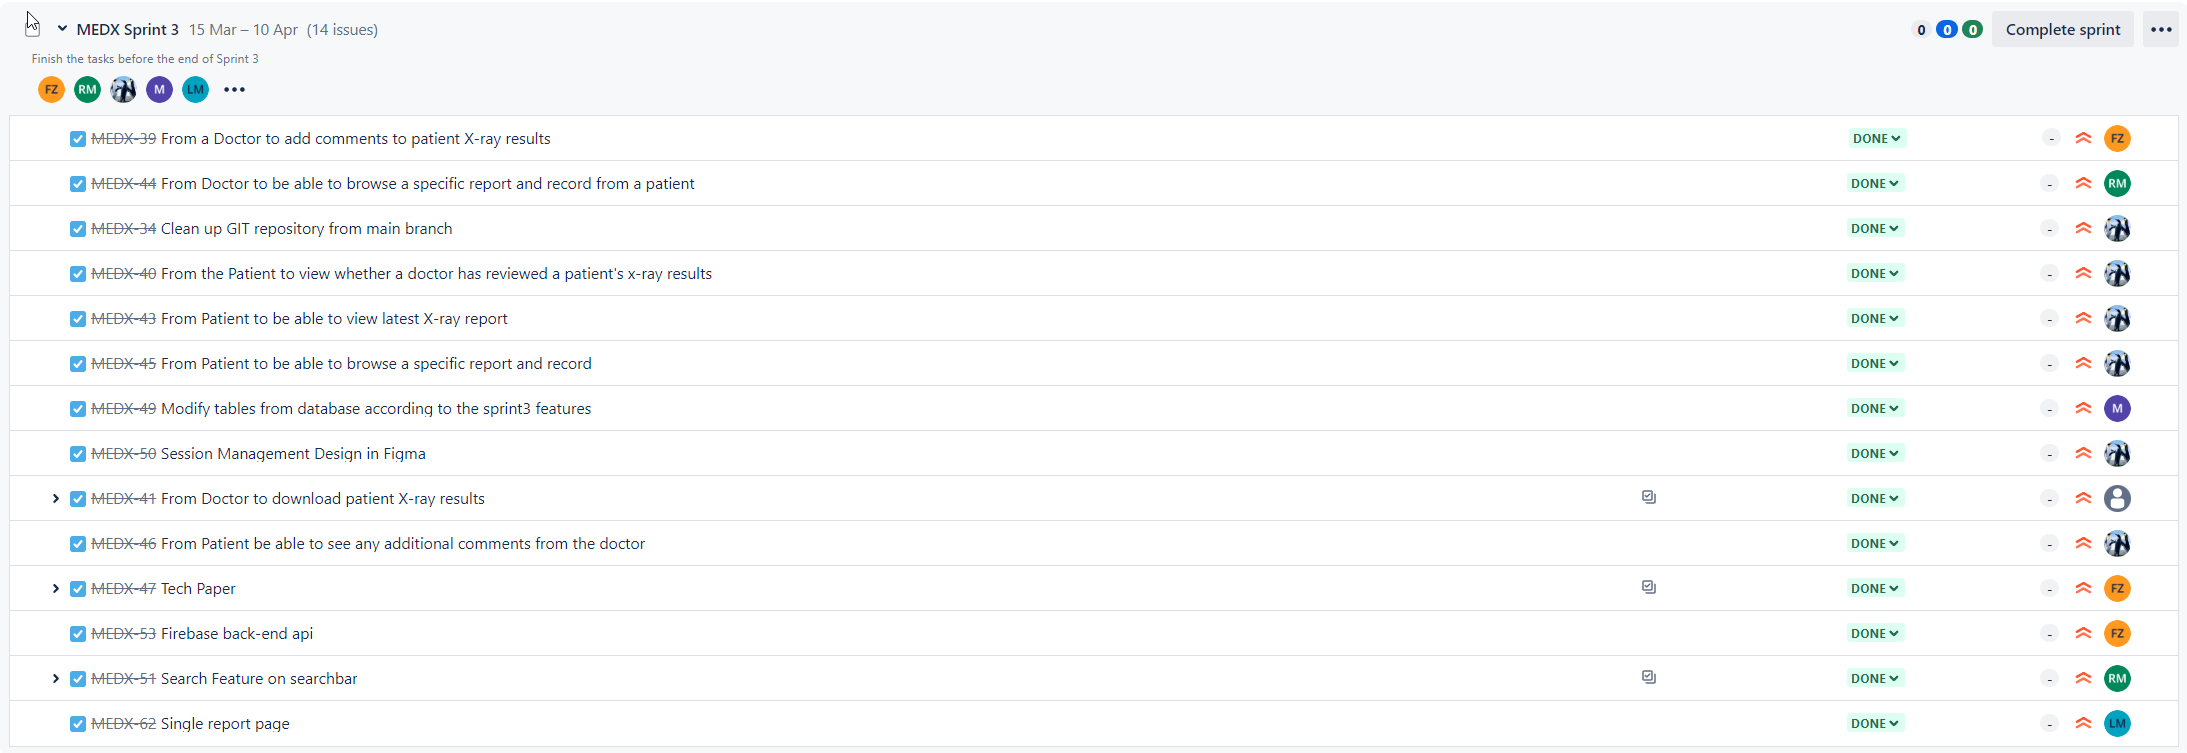 MEDX Sprint 3 15 Mar – 10 Apr (14 issues) 0 0 0 Complete sprint
Finish the tasks before the end of Sprint 3
FZ RM M LM
MEDX-39 From a Doctor to add comments to patient X-ray results DONE - FZ
MEDX-44 From Doctor to be able to browse a specific report and record from a patient DONE - RM
MEDX-34 Clean up GIT repository from main branch DONE -
MEDX-40 From the Patient to view whether a doctor has reviewed a patient's x-ray results DONE -
MEDX-43 From Patient to be able to view latest X-ray report DONE -
MEDX-45 From Patient to be able to browse a specific report and record DONE -
MEDX-49 Modify tables from database according to the sprint3 features DONE - M
MEDX-50 Session Management Design in Figma DONE -
MEDX-41 From Doctor to download patient X-ray results DONE -
MEDX-46 From Patient be able to see any additional comments from the doctor DONE -
MEDX-47 Tech Paper DONE - FZ
MEDX-53 Firebase back-end api DONE - FZ
MEDX-51 Search Feature on searchbar DONE - RM
MEDX-62 Single report page DONE - LM